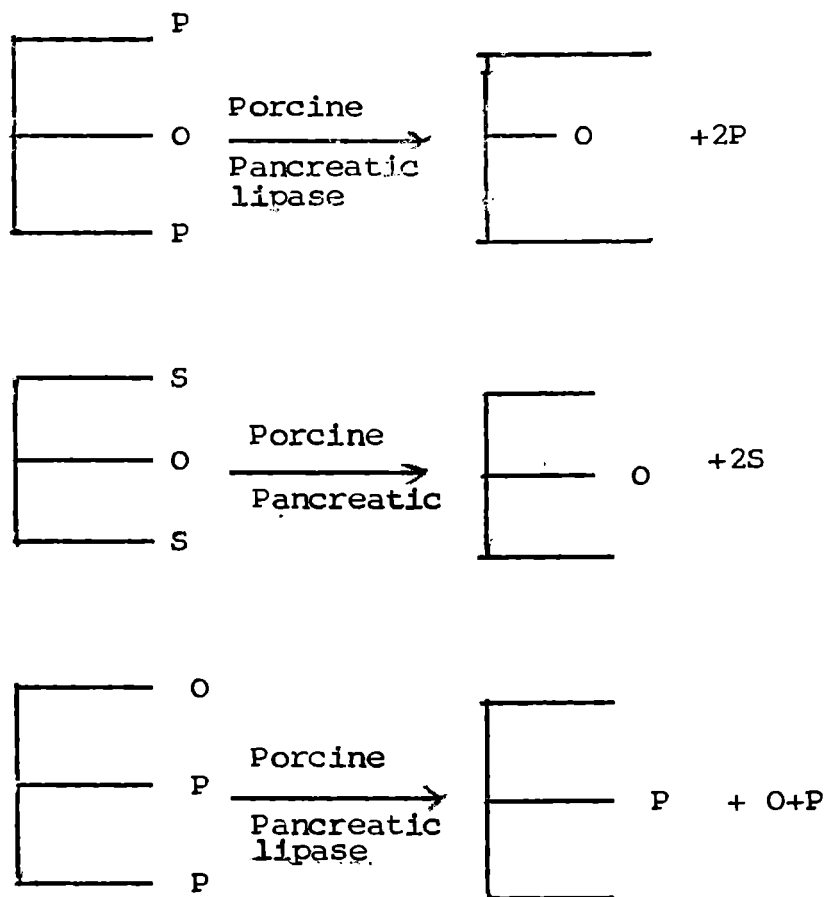 P
Porcine
O
O +2P
Pancreatic
lipase
P
S
Porcine
O
O +2S
Pancreatic
S
O
Porcine
P
P + O+P
Pancreatic
lipase.
P